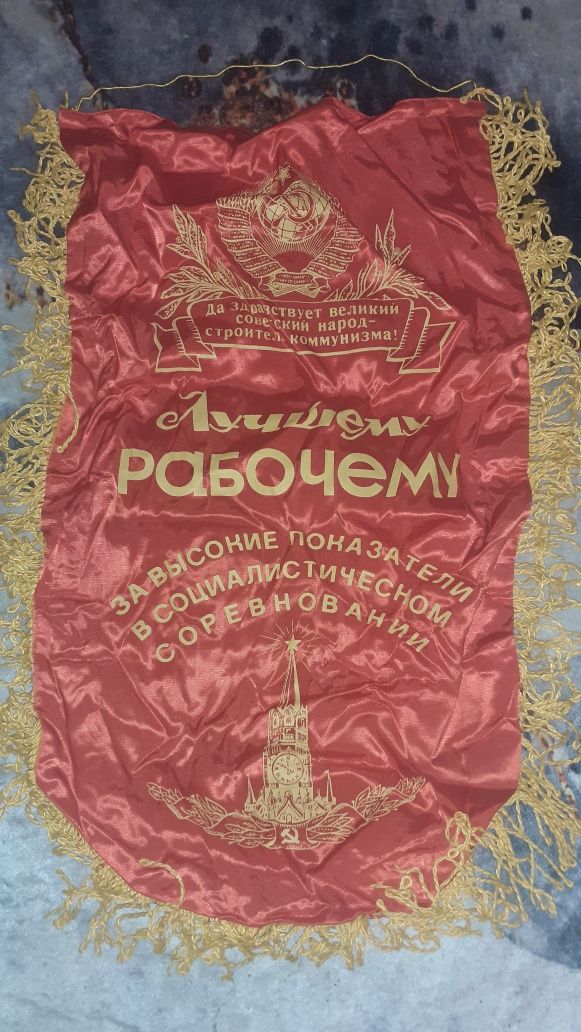 Да здравствует великий
советский народ-
строитель коммунизма!
Лучшему
рабочему
ЗА ВЫСОКИЕ ПОКАЗАТЕЛИ
В СОЦИАЛИСТИЧЕСКОМ
СОРЕВНОВАНИИ